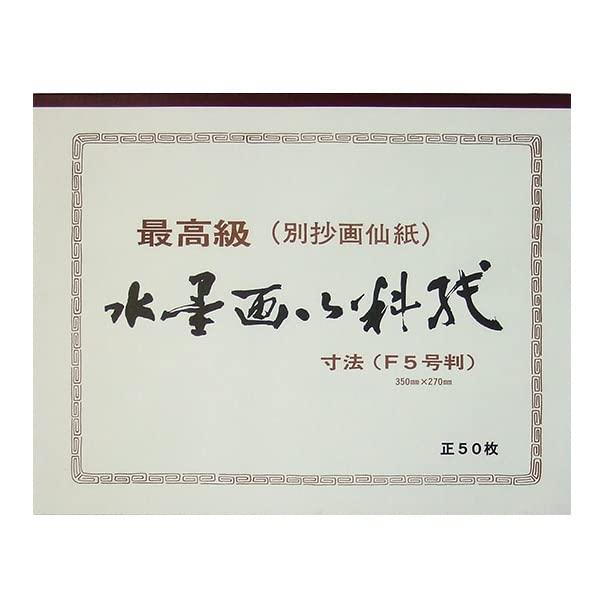 最高級(別抄画仙紙)
水墨画料紙
寸法(F5号判)
350mm×270mm
正50枚